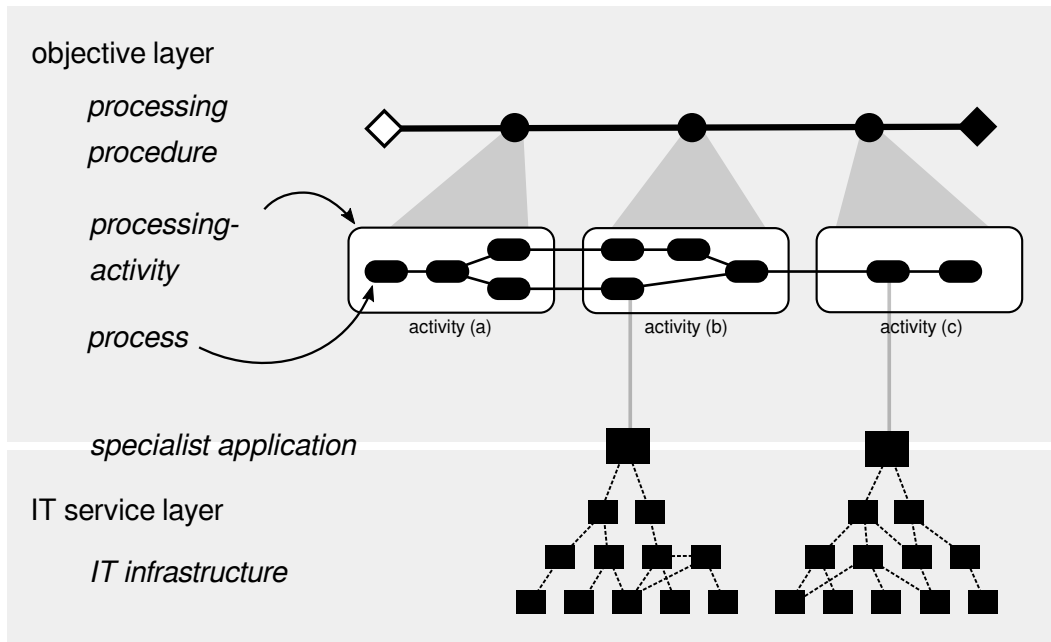 objective layer
processing
procedure
processing-
activity
activity (a)
activity (b)
activity (c)
process
specialist application
IT service layer
IT infrastructure